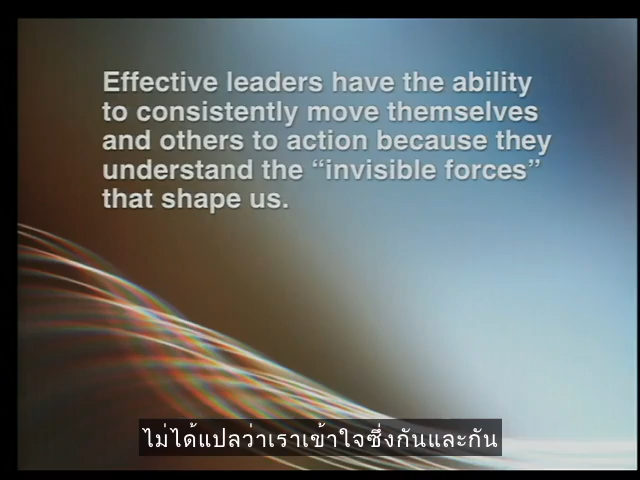 Effective leaders have the ability
to consistently move themselves
and others to action because they
understand the “invisible forces”
that shape us.
ไม่ได้แปลว่าเราเข้าใจซึ่งกันและกัน